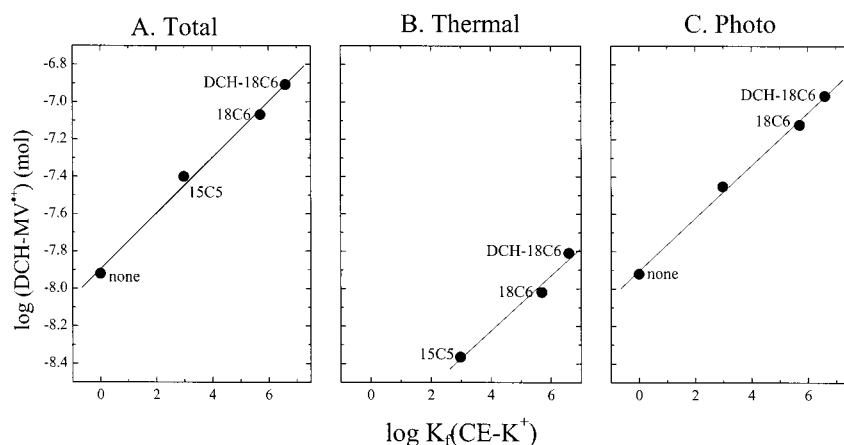 A. Total
B. Thermal
C. Photo
log (DCH-MV•+) (mol)
-6.8
-7.0
-7.2
-7.4
-7.6
-7.8
-8.0
-8.2
-8.4
DCH-18C6
18C6
15C5
none
DCH-18C6
18C6
15C5
DCH-18C6
18C6
none
0 2 4 6
0 2 4 6
0 2 4 6
log Kf(CE-K+)